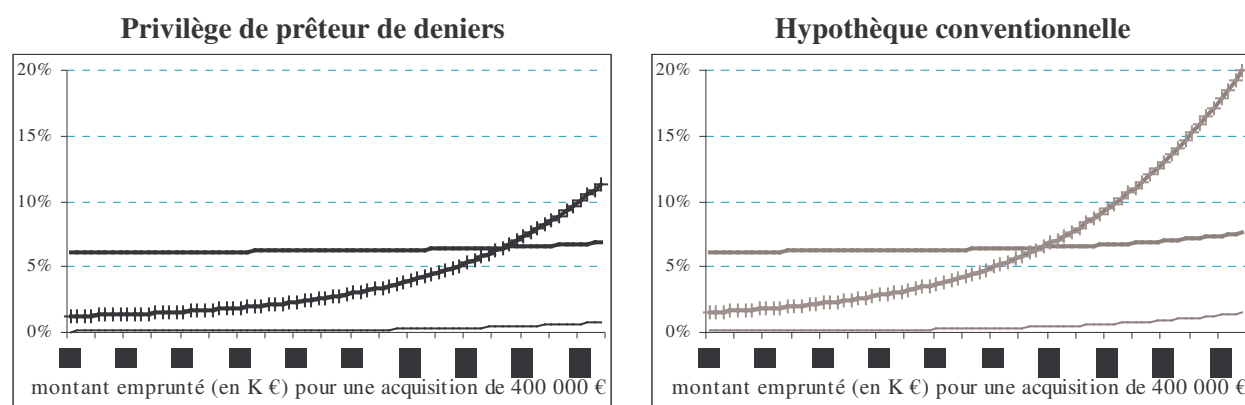 Privilège de prêteur de deniers
20%
15%
10%
5%
0%
montant emprunté (en K €) pour une acquisition de 400 000 €
Hypothèque conventionnelle
20%
15%
10%
5%
0%
montant emprunté (en K €) pour une acquisition de 400 000 €